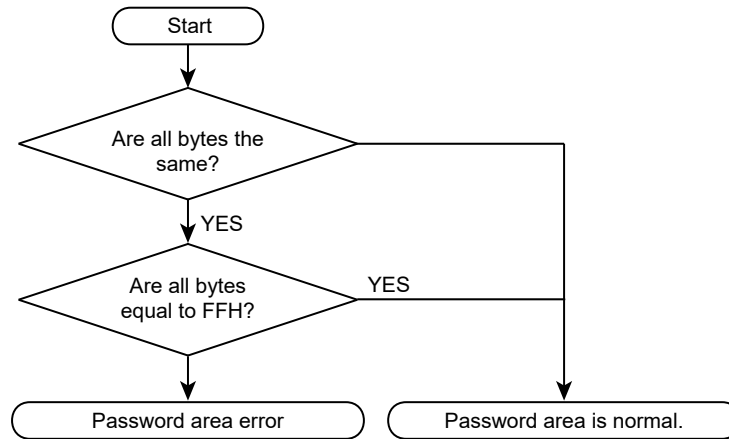 Start
Are all bytes the
same?
YES
Are all bytes
equal to FFH?
YES
Password area error
Password area is normal.